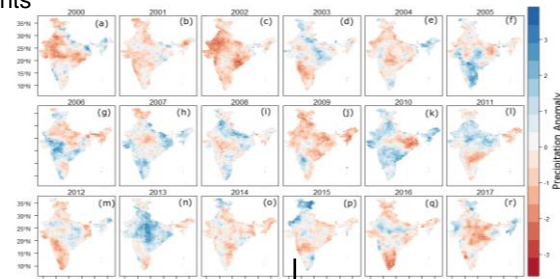 nts
2000 2001 2002 2003 2004 2005
35°N (a) (b) (c) (d) (e) (f)
30°N
25°N
20°N
15°N
10°N
3
2
1
0
-1
-2
-3
Precipitation Anomaly
2006 2007 2008 2009 2010 2011
(g) (h) (i) (j) (k) (l)
2012 2013 2014 2015 2016 2017
35°N (m) (n) (o) (p) (q) (r)
30°N
25°N
20°N
15°N
10°N